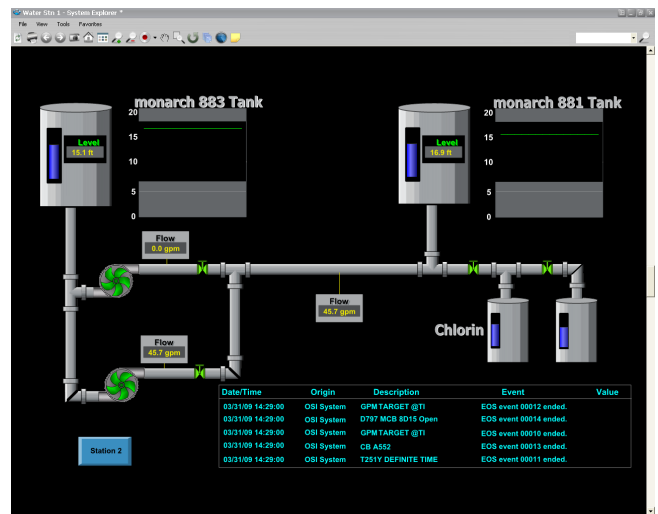 Water Stn 1 - System Explorer *
File View Tools Favorites
monarch 883 Tank
monarch 881 Tank
20
15
10
5
0
20
15
10
5
0
Level
15.1 ft
Level
16.9 ft
Flow
0.0 gpm
Flow
45.7 gpm
Flow
45.7 gpm
Chlorin
Date/Time Origin Description Event Value
03/31/09 14:29:00 OSI System GPMTARGET @TI EOS event 00012 ended.
03/31/09 14:29:00 OSI System D797 MCB 8D15 Open EOS event 00014 ended.
03/31/09 14:29:00 OSI System GPMTARGET @TI EOS event 00010 ended.
03/31/09 14:29:00 OSI System CB A552 EOS event 00013 ended.
03/31/09 14:29:00 OSI System T251Y DEFINITE TIME EOS event 00011 ended.
Station 2